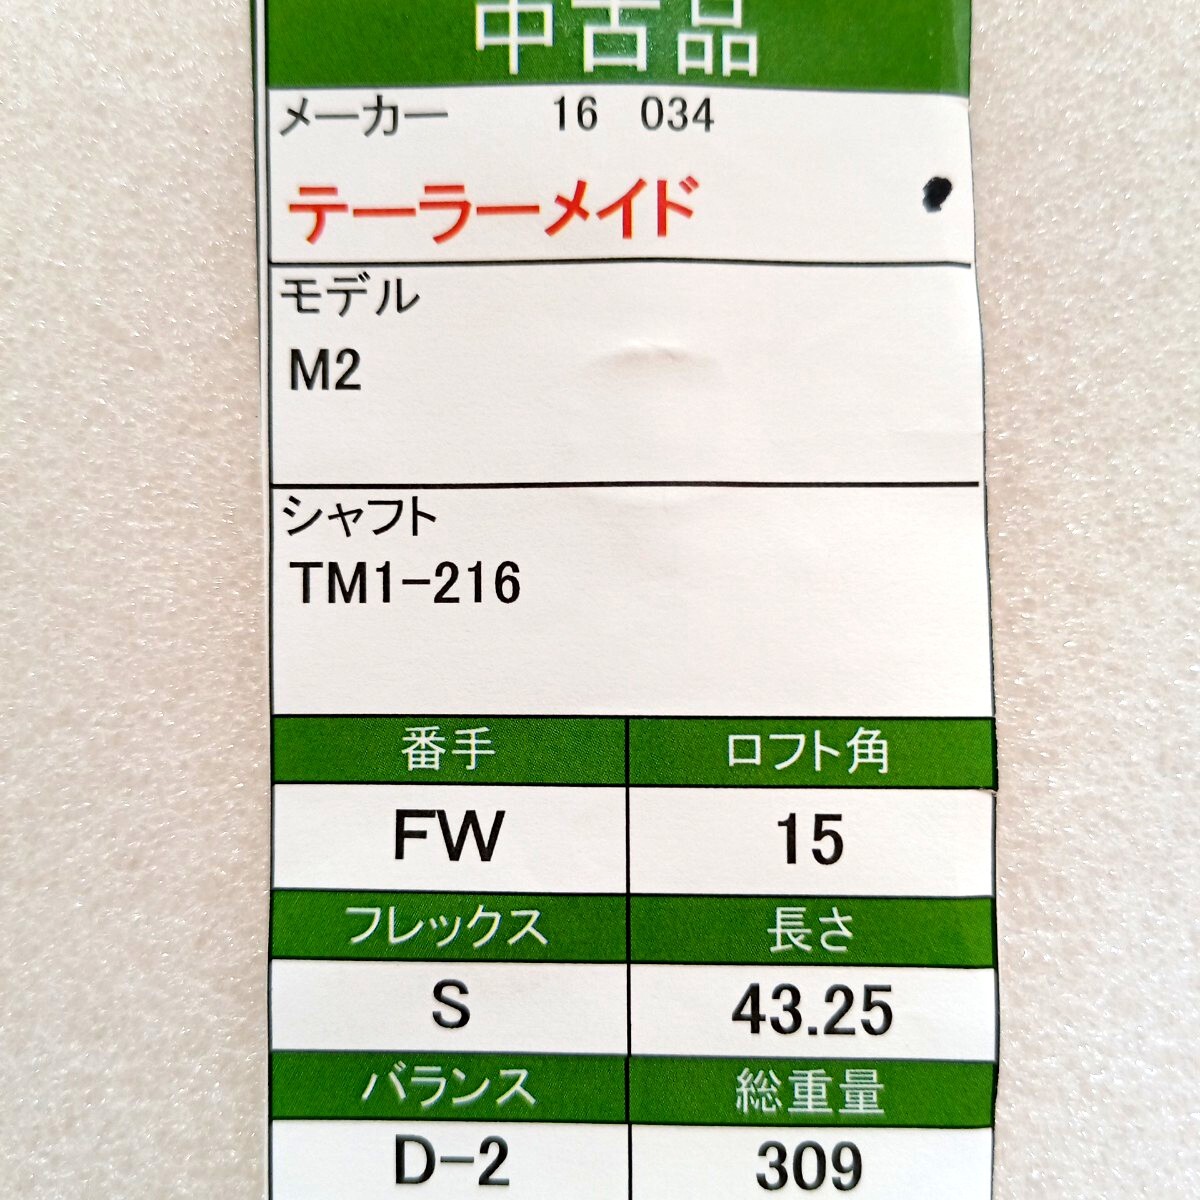 中古品
メーカー 16 034
テーラーメイド
モデル
M2
シャフト
TM1-216
番手 ロフト角
FW 15
フレックス 長さ
S 43.25
バランス 総重量
D-2 309